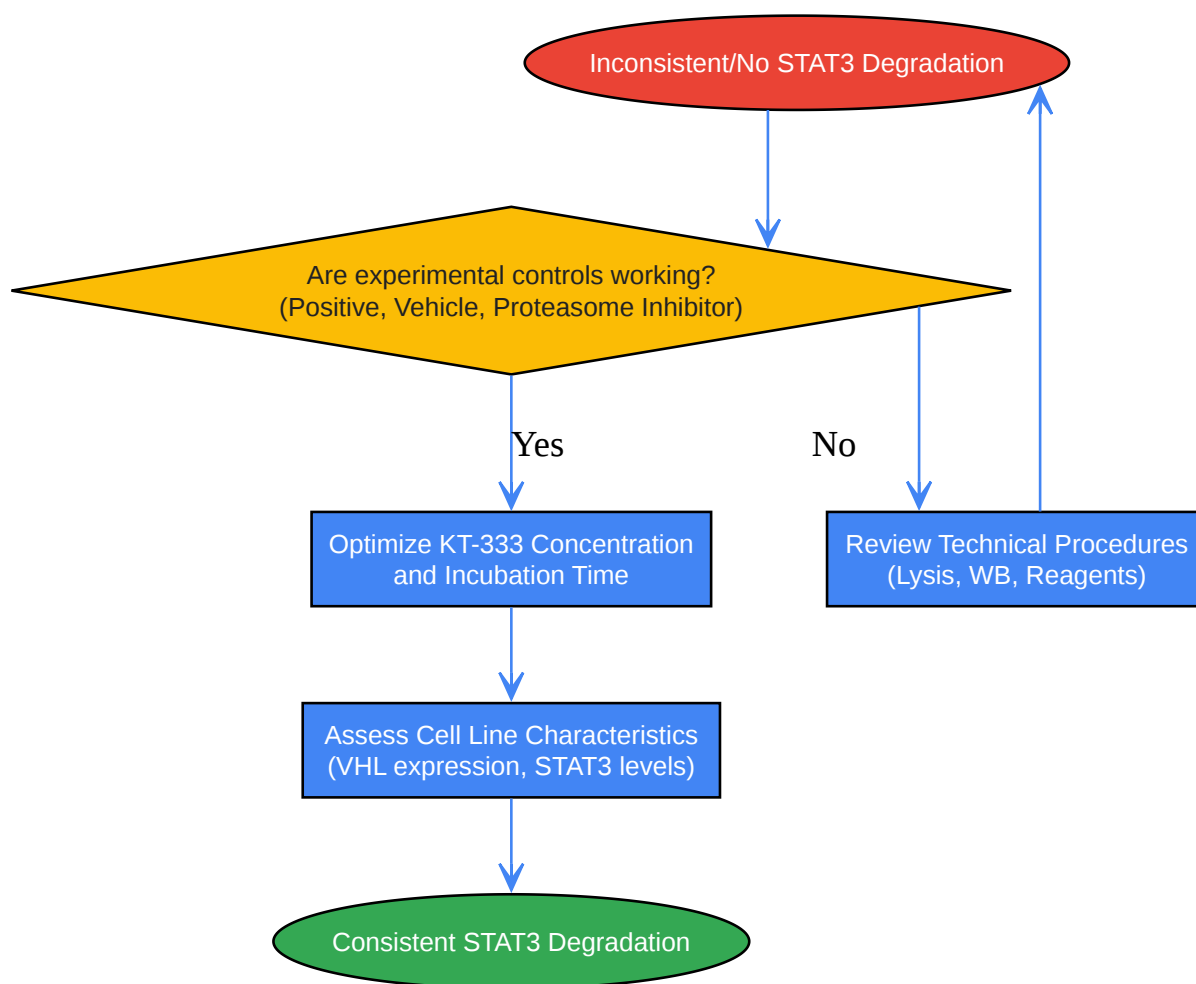 Inconsistent/No STAT3 Degradation
Are experimental controls working?
(Positive, Vehicle, Proteasome Inhibitor)
Yes
No
Optimize KT-333 Concentration
and Incubation Time
Review Technical Procedures
(Lysis, WB, Reagents)
Assess Cell Line Characteristics
(VHL expression, STAT3 levels)
Consistent STAT3 Degradation